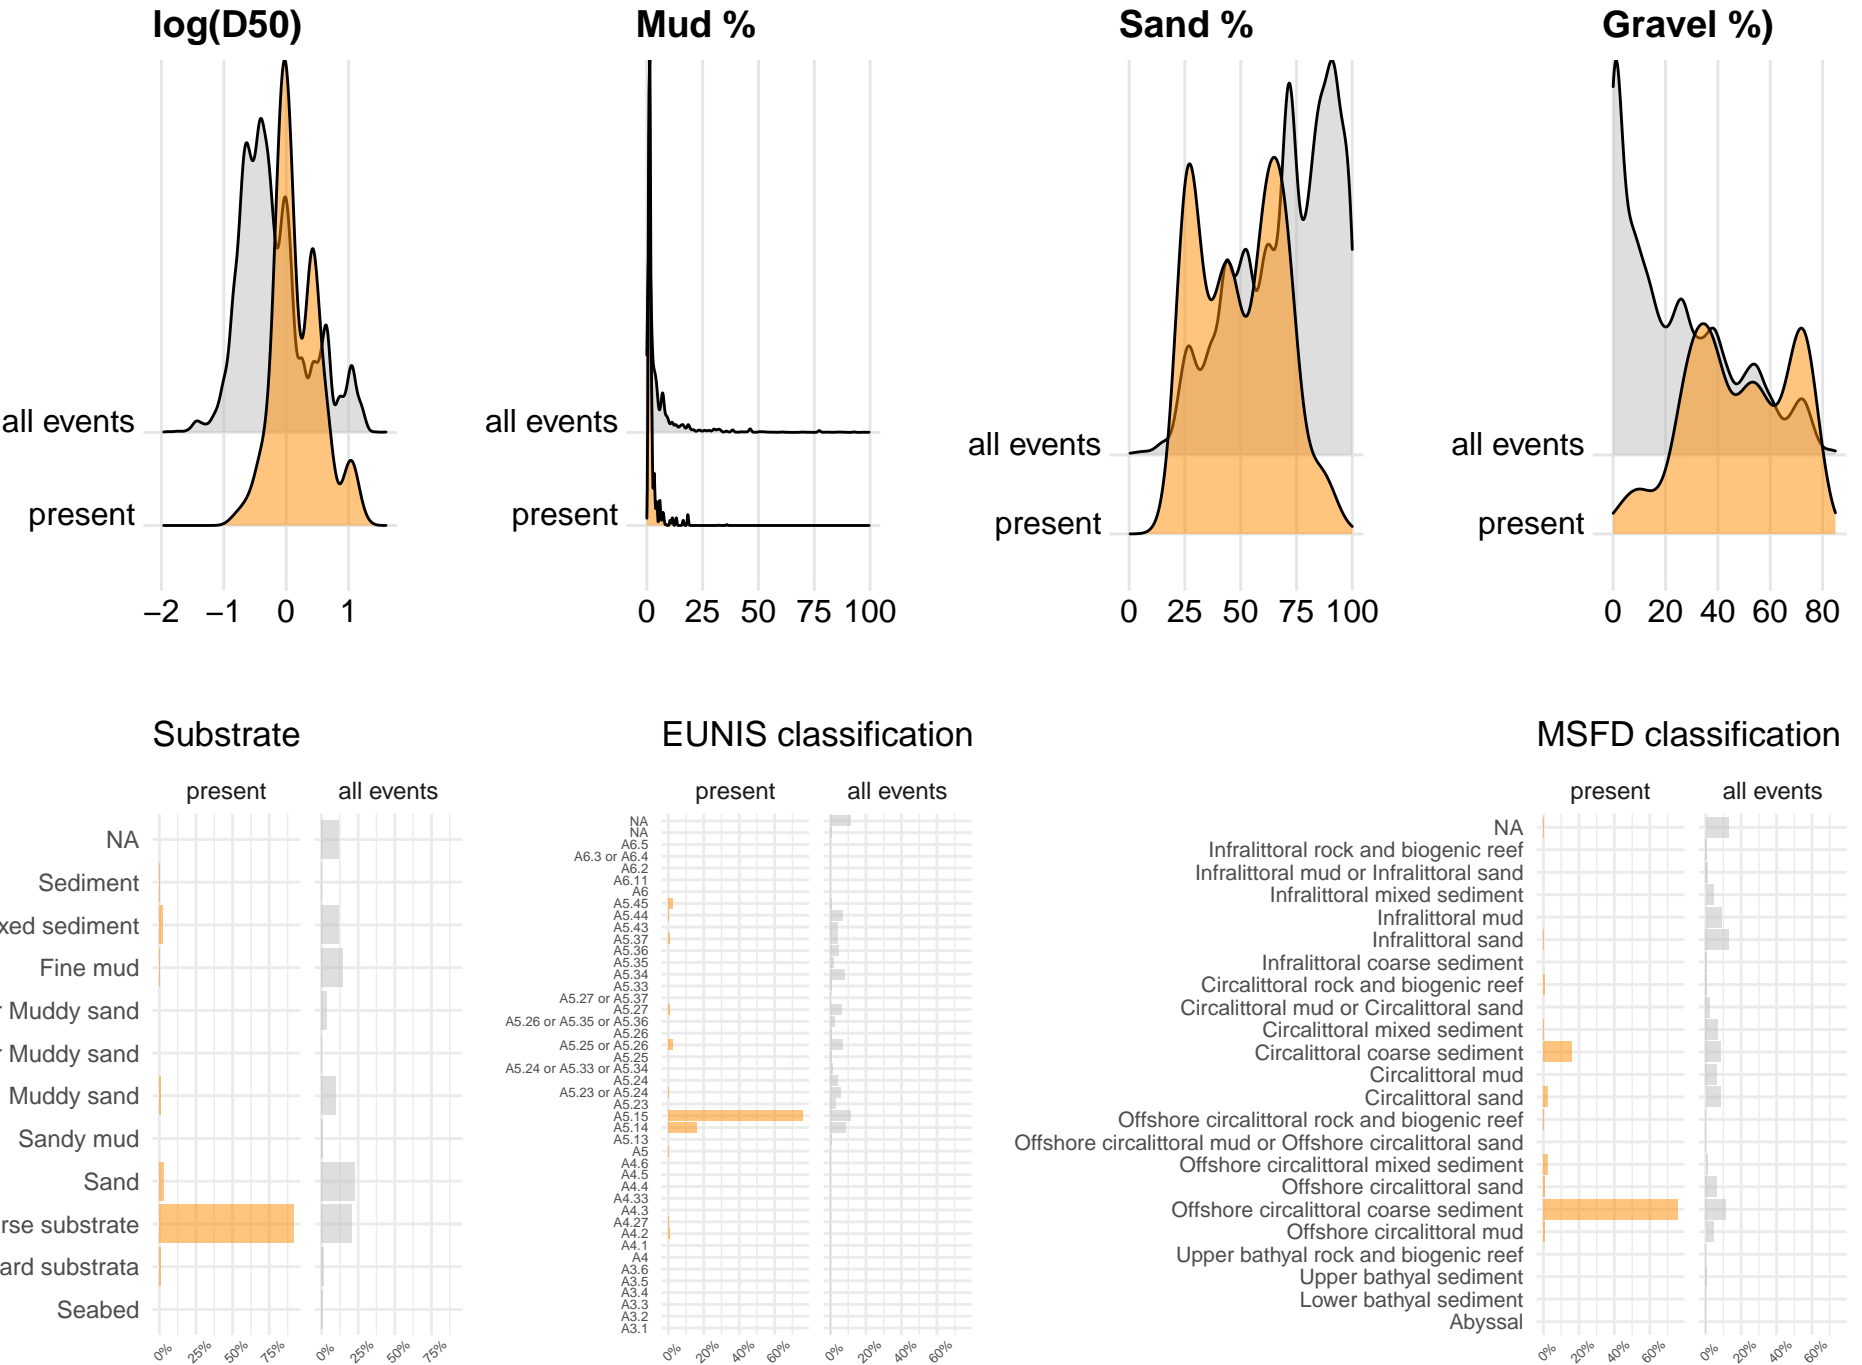 log(D50)
Mud %
Sand %
Gravel %)
all events
present
−2 −1 0 1
all events
present
0 25 50 75 100
all events
present
0 25 50 75 100
all events
present
0 20 40 60 80
Substrate
present all events
NA
Sediment
xed sediment
Fine mud
r Muddy sand
r Muddy sand
Muddy sand
Sandy mud
Sand
rse substrate
ard substrata
Seabed
0% 25% 50% 75% 0% 25% 50% 75%
EUNIS classification
present all events
NA
NA
A6.5
A6.3 or A6.4
A6.2
A6.11
A6
A5.45
A5.44
A5.43
A5.37
A5.36
A5.35
A5.34
A5.33
A5.27 or A5.37
A5.27
A5.26 or A5.35 or A5.36
A5.26
A5.25 or A5.26
A5.25
A5.24 or A5.33 or A5.34
A5.24
A5.23 or A5.24
A5.23
A5.15
A5.14
A5.13
A5
A4.6
A4.5
A4.4
A4.33
A4.3
A4.27
A4.2
A4.1
A4
A3.6
A3.5
A3.4
A3.3
A3.2
A3.1
0% 20% 40% 60% 0% 20% 40% 60%
MSFD classification
present all events
NA
Infralittoral rock and biogenic reef
Infralittoral mud or Infralittoral sand
Infralittoral mixed sediment
Infralittoral mud
Infralittoral sand
Infralittoral coarse sediment
Circalittoral rock and biogenic reef
Circalittoral mud or Circalittoral sand
Circalittoral mixed sediment
Circalittoral coarse sediment
Circalittoral mud
Circalittoral sand
Offshore circalittoral rock and biogenic reef
Offshore circalittoral mud or Offshore circalittoral sand
Offshore circalittoral mixed sediment
Offshore circalittoral sand
Offshore circalittoral coarse sediment
Offshore circalittoral mud
Upper bathyal rock and biogenic reef
Upper bathyal sediment
Lower bathyal sediment
Abyssal
0% 20% 40% 60% 0% 20% 40% 60%